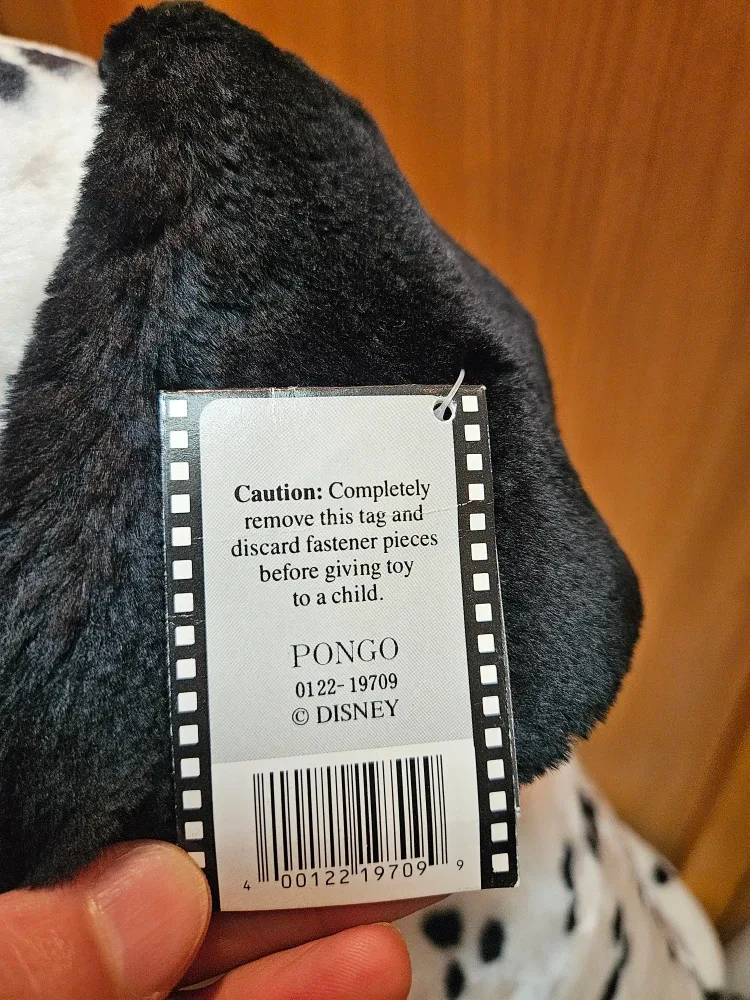 Caution: Completely
remove this tag and
discard fastener pieces
before giving toy
to a child.
PONGO
0122-19709
© DISNEY
4 00122 19709 9